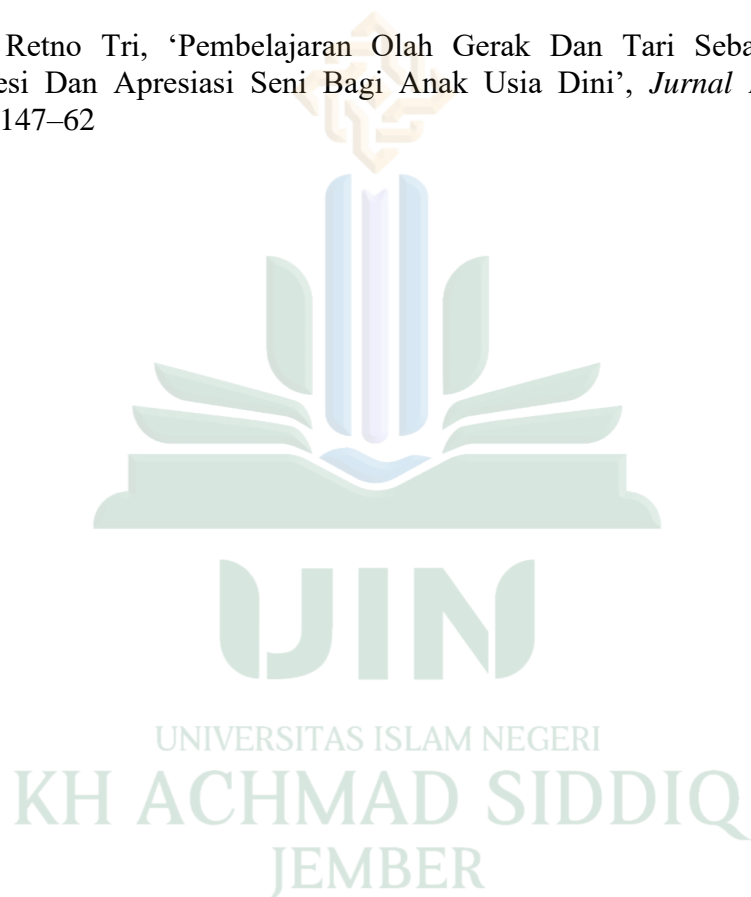 Retno Tri, ‘Pembelajaran Olah Gerak Dan Tari Seba
esi Dan Apresiasi Seni Bagi Anak Usia Dini’, Jurnal
147–62
UIN
UNIVERSITAS ISLAM NEGERI
KH ACHMAD SIDDIQ
JEMBER